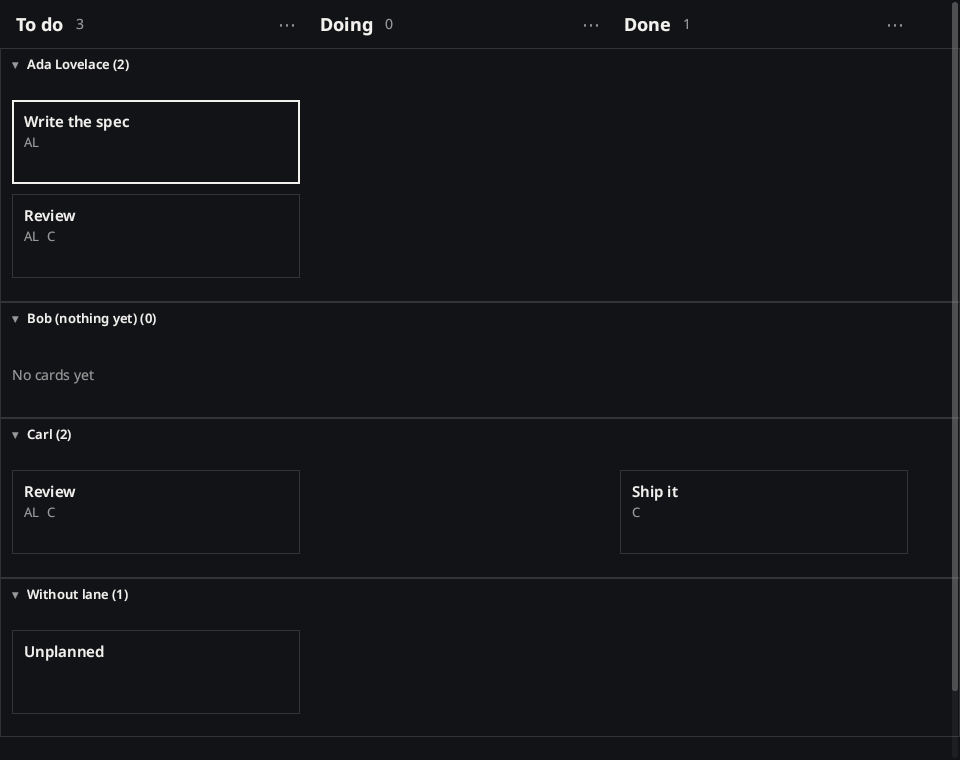 To do 3 ··· Doing 0 ··· Done 1 ···
▾ Ada Lovelace (2)
Write the spec
AL
Review
AL C
▾ Bob (nothing yet) (0)
No cards yet
▾ Carl (2)
Review
AL C
Ship it
C
▾ Without lane (1)
Unplanned